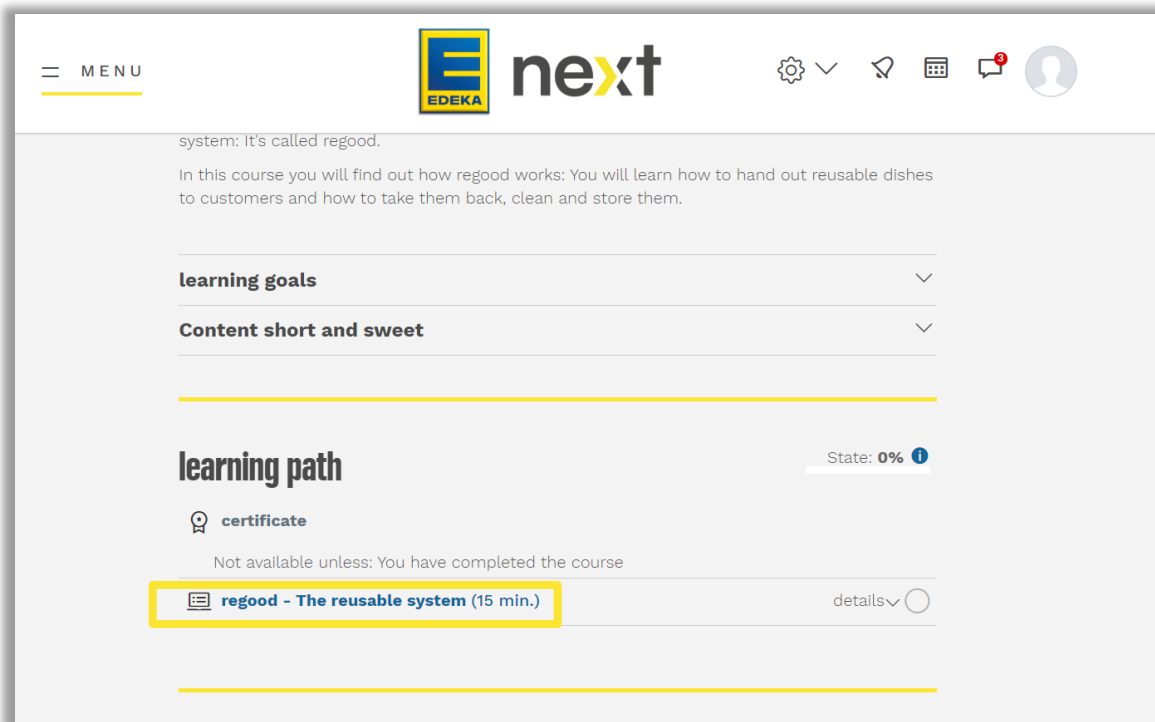 MENU
EDEKA
next
3
system: It's called regood.
In this course you will find out how regood works: You will learn how to hand out reusable dishes
to customers and how to take them back, clean and store them.
learning goals
Content short and sweet
learning path
State: 0% i
certificate
Not available unless: You have completed the course
regood - The reusable system (15 min.)
details